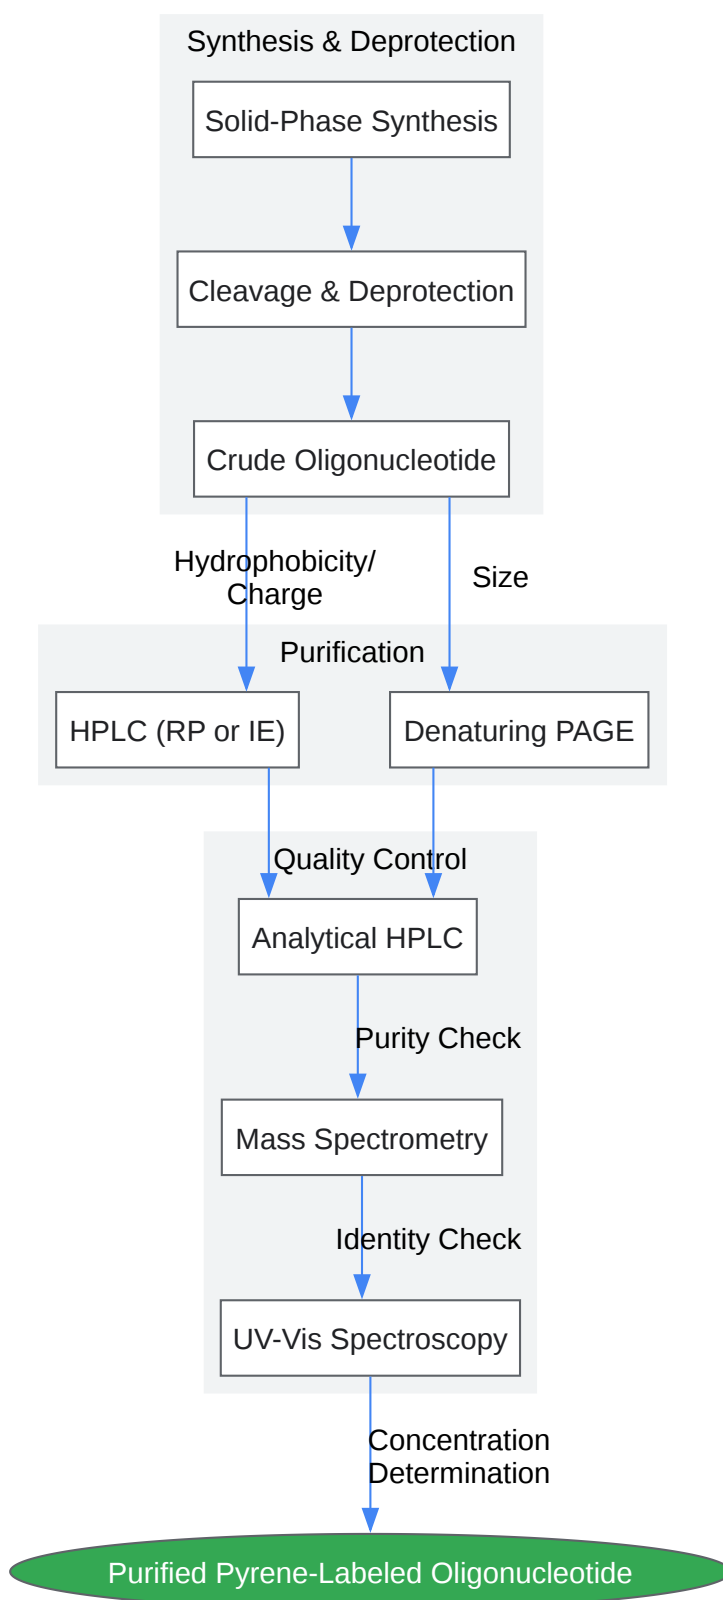 Synthesis & Deprotection
Solid-Phase Synthesis
Cleavage & Deprotection
Crude Oligonucleotide
Hydrophobicity/
Charge
Size
Purification
HPLC (RP or IE)
Denaturing PAGE
Quality Control
Analytical HPLC
Purity Check
Mass Spectrometry
Identity Check
UV-Vis Spectroscopy
Concentration
Determination
Purified Pyrene-Labeled Oligonucleotide